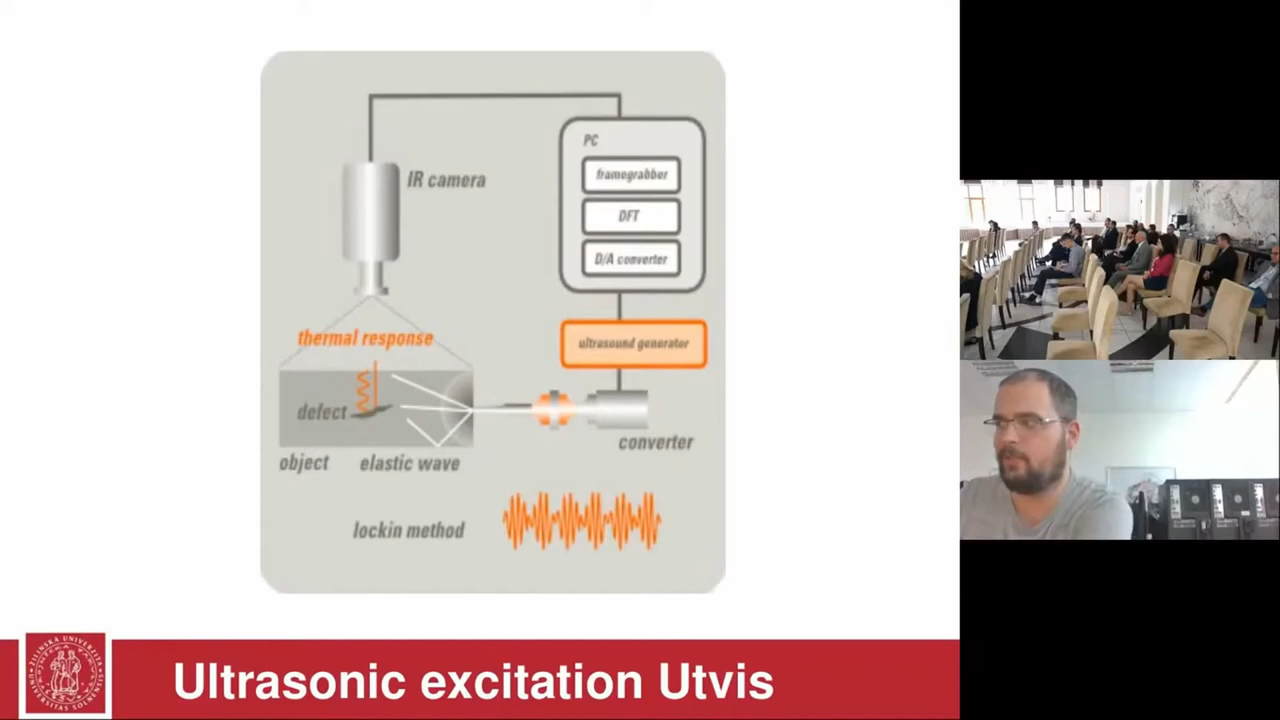 PC
framegrabber
IR camera
DFT
D/A converter
thermal response
ultrasound generator
defect
converter
object
elastic wave
lockin method
Ultrasonic excitation Utvis